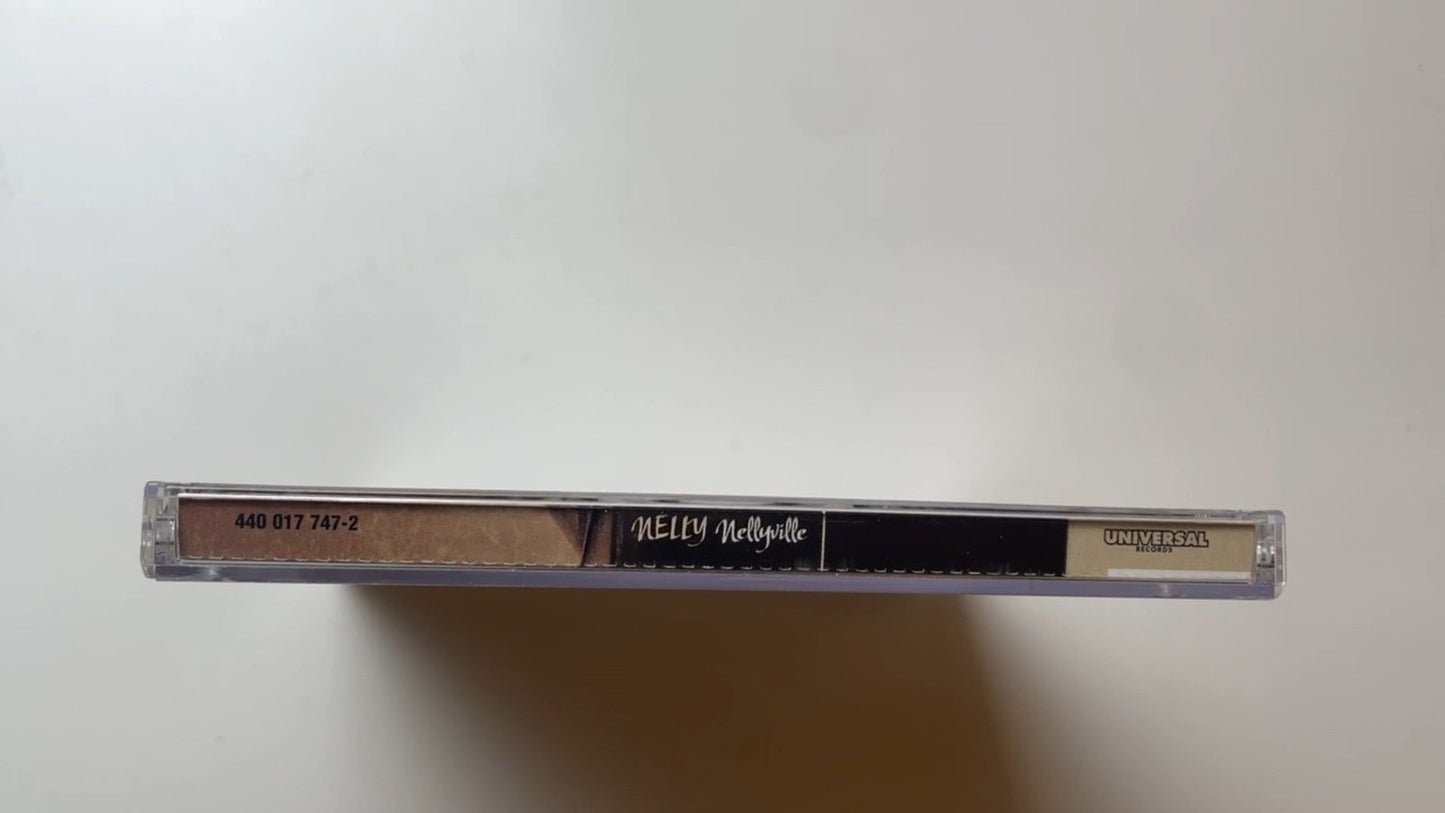 440 017 747-2
NELLY Nellyville
UNIVERSAL
RECORDS